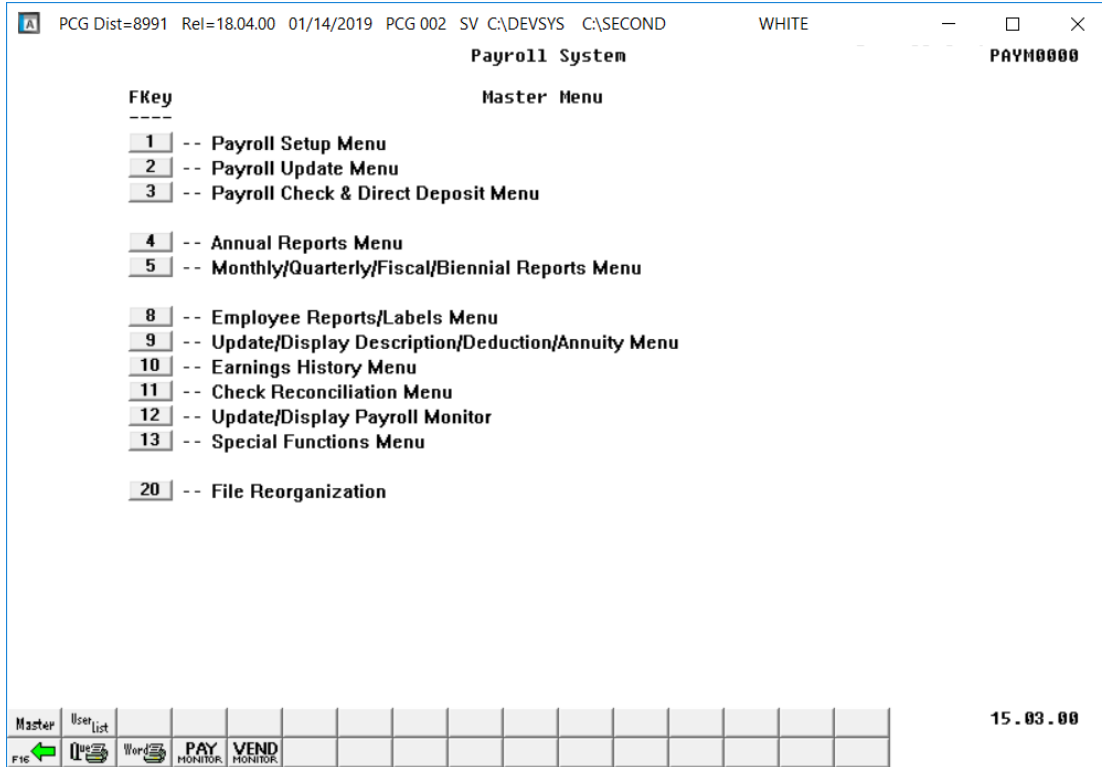 PCG Dist=8991 Rel=18.04.00 01/14/2019 PCG 002 SV C:\DEVSYS C:\SECOND WHITE
Payroll System PAYM0000
FKey Master Menu
----
1 -- Payroll Setup Menu
2 -- Payroll Update Menu
3 -- Payroll Check & Direct Deposit Menu
4 -- Annual Reports Menu
5 -- Monthly/Quarterly/Fiscal/Biennial Reports Menu
8 -- Employee Reports/Labels Menu
9 -- Update/Display Description/Deduction/Annuity Menu
10 -- Earnings History Menu
11 -- Check Reconciliation Menu
12 -- Update/Display Payroll Monitor
13 -- Special Functions Menu
20 -- File Reorganization
Master User List 15.03.00
F16 Que Word PAY MONITOR VEND MONITOR